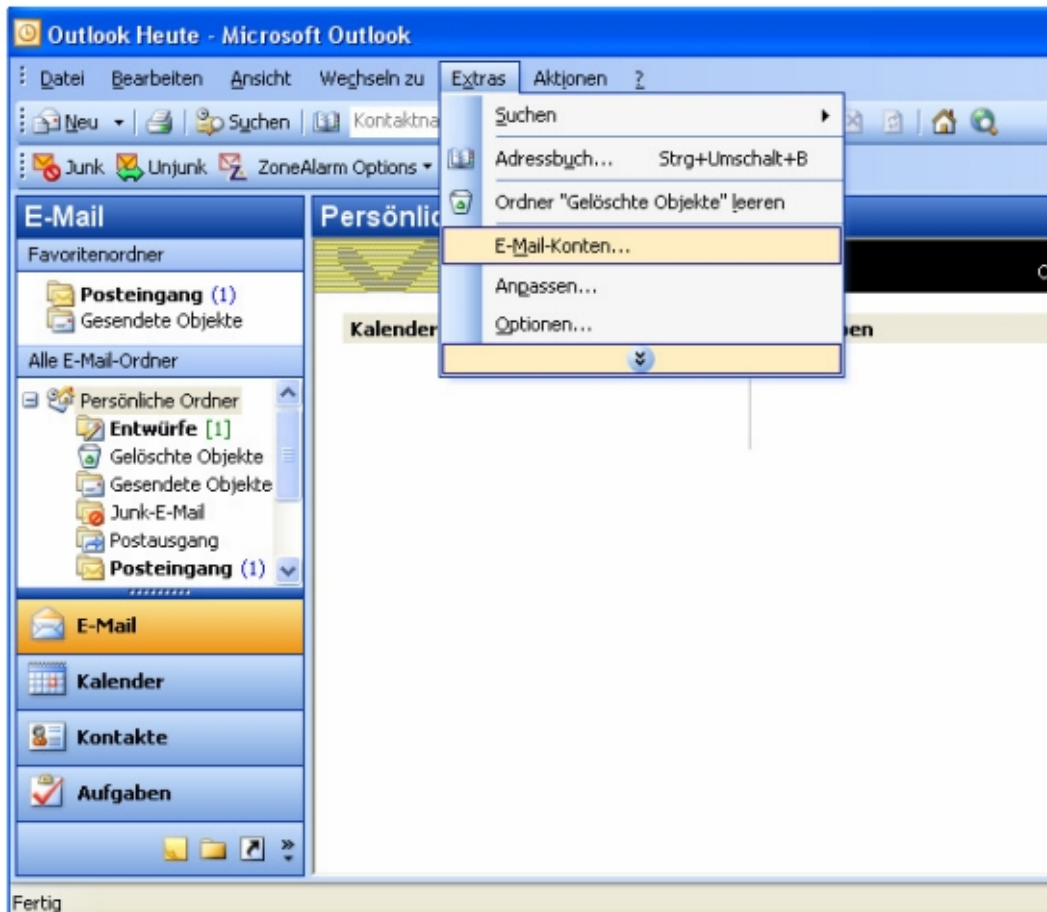 Outlook Heute - Microsoft Outlook
Datei Bearbeiten Ansicht Wechseln zu Extras Aktionen ?
Neu Suchen
Junk Unjunk ZoneAlarm Options
Suchen
Adressbuch... Strg+Umschalt+B
Ordner "Gelöschte Objekte" leeren
E-Mail-Konten...
Anpassen...
Optionen...
E-Mail
Favoritenordner
Posteingang (1)
Gesendete Objekte
Alle E-Mail-Ordner
Persönliche Ordner
Entwürfe [1]
Gelöschte Objekte
Gesendete Objekte
Junk-E-Mail
Postausgang
Posteingang (1)
E-Mail
Kalender
Kontakte
Aufgaben
Kalender
Fertig